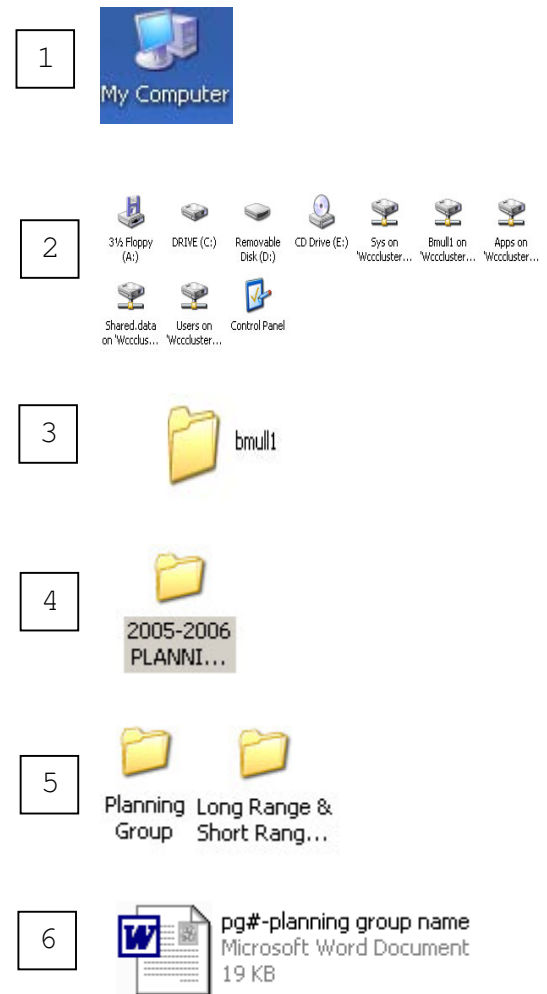 1
My Computer
2
3½ Floppy (A:)
DRIVE (C:)
Removable Disk (D:)
CD Drive (E:)
Sys on 'Wcccluster...
Bmull1 on 'Wcccluster...
Apps on 'Wcccluster...
Shared.data on 'Wccclus...
Users on 'Wcccluster...
Control Panel
3
bmull1
4
2005-2006
PLANNI...
5
Planning
Group
Long Range &
Short Rang...
6
pg#-planning group name
Microsoft Word Document
19 KB